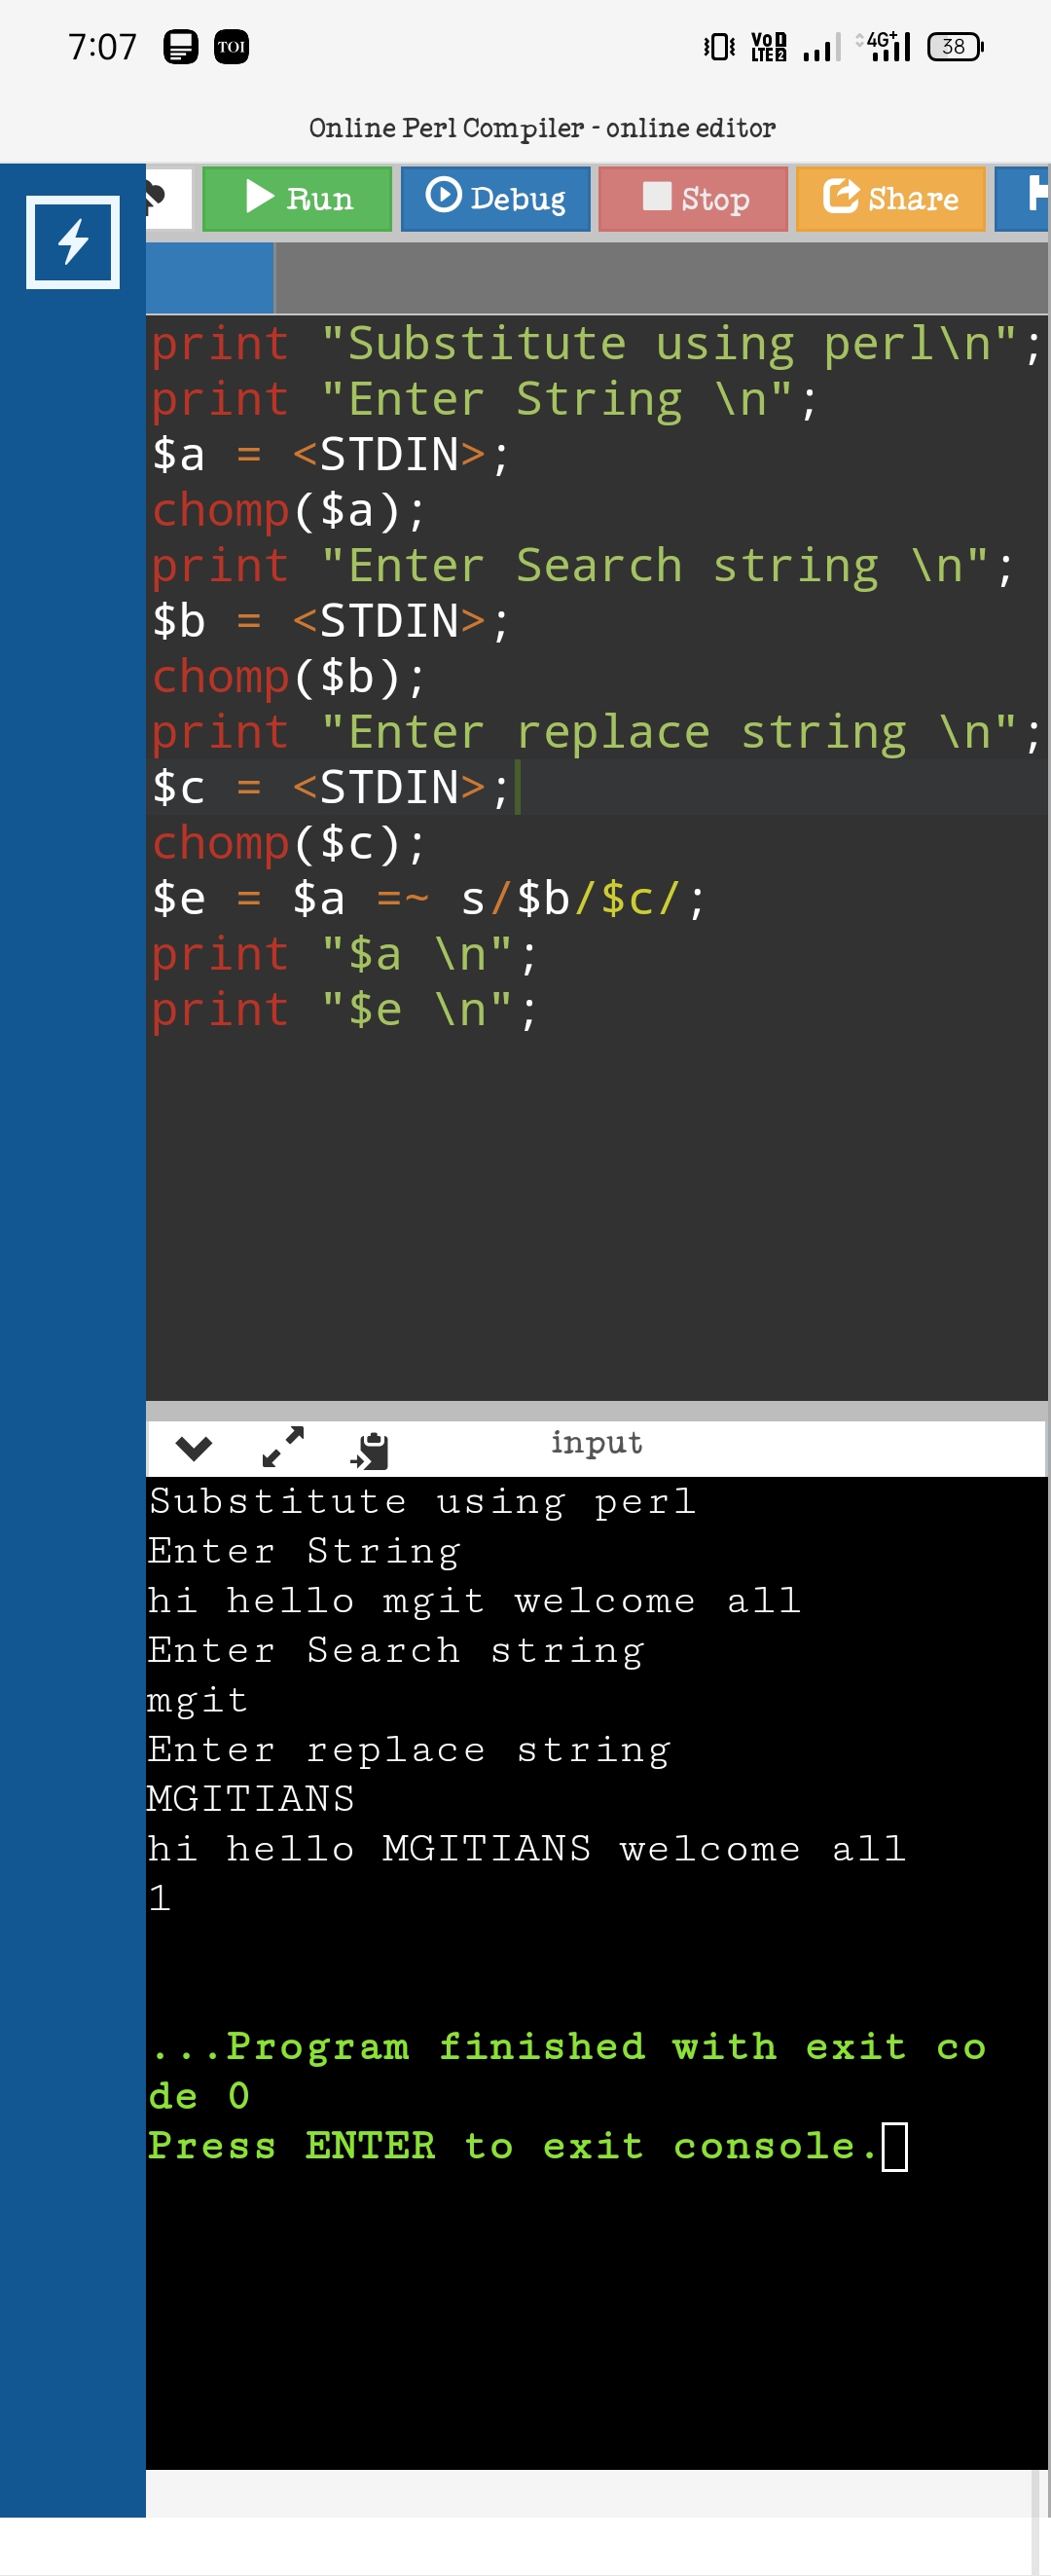 7:07 TOI VoD LTE2 4G+ 38
Online Perl Compiler - online editor
Run Debug Stop Share
print "Substitute using perl\n";
print "Enter String \n";
$a = <STDIN>;
chomp($a);
print "Enter Search string \n";
$b = <STDIN>;
chomp($b);
print "Enter replace string \n";
$c = <STDIN>;
chomp($c);
$e = $a =~ s/$b/$c/;
print "$a \n";
print "$e \n";
input
Substitute using perl
Enter String
hi hello mgit welcome all
Enter Search string
mgit
Enter replace string
MGITIANS
hi hello MGITIANS welcome all
1
...Program finished with exit co
de 0
Press ENTER to exit console.